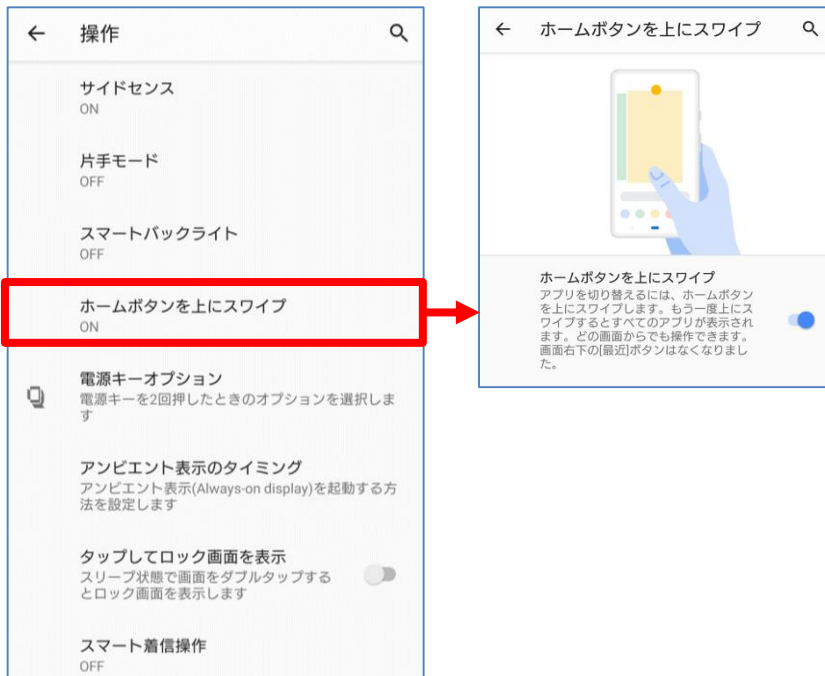 操作
サイドセンス
ON
片手モード
OFF
スマートバックライト
OFF
ホームボタンを上にスワイプ
ON
電源キーオプション
電源キーを2回押したときのオプションを選択しま
す
アンビエント表示のタイミング
アンビエント表示(Always-on display)を起動する方
法を設定します
タップしてロック画面を表示
スリープ状態で画面をダブルタップする
とロック画面を表示します
スマート着信操作
OFF
ホームボタンを上にスワイプ
ホームボタンを上にスワイプ
アプリを切り替えるには、ホームボタン
を上にスワイプします。もう一度上にス
ワイプするとすべてのアプリが表示され
ます。どの画面からでも操作できます。
画面右下の[最近]ボタンはなくなりまし
た。